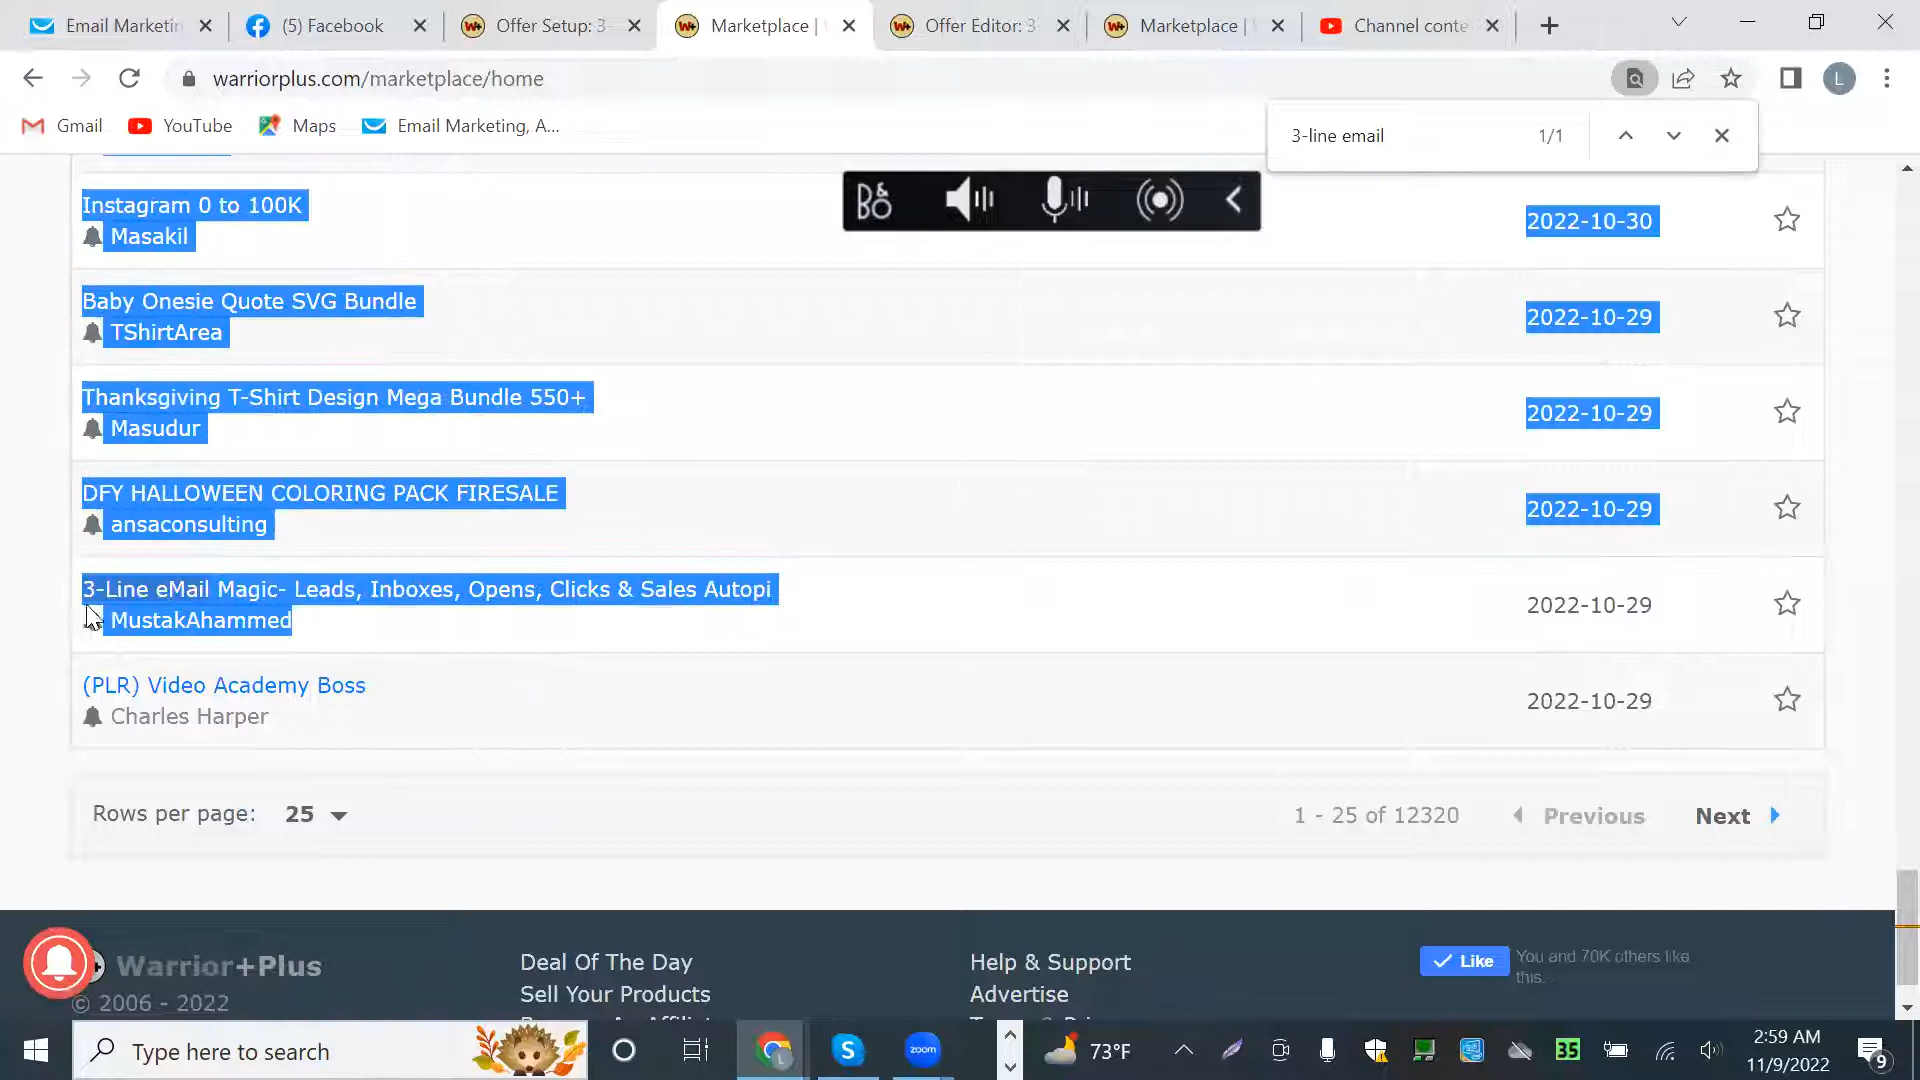 Email Marketin
(5) Facebook
Offer Setup: 3-
Marketplace |
Offer Editor: 3
Marketplace |
Channel conte
warriorplus.com/marketplace/home
L
Gmail
YouTube
Maps
Email Marketing, A...
3-line email
1/1
B&O
Instagram 0 to 100K
Masakil
2022-10-30
Baby Onesie Quote SVG Bundle
TShirtArea
2022-10-29
Thanksgiving T-Shirt Design Mega Bundle 550+
Masudur
2022-10-29
DFY HALLOWEEN COLORING PACK FIRESALE
ansaconsulting
2022-10-29
3-Line eMail Magic- Leads, Inboxes, Opens, Clicks & Sales Autopi
MustakAhammed
2022-10-29
(PLR) Video Academy Boss
Charles Harper
2022-10-29
Rows per page: 25
1 - 25 of 12320
Previous
Next
Warrior+Plus
© 2006 - 2022
Deal Of The Day
Sell Your Products
Help & Support
Advertise
Like
You and 70K others like
this.
Type here to search
L
S
zoom
73°F
35
2:59 AM
11/9/2022
9